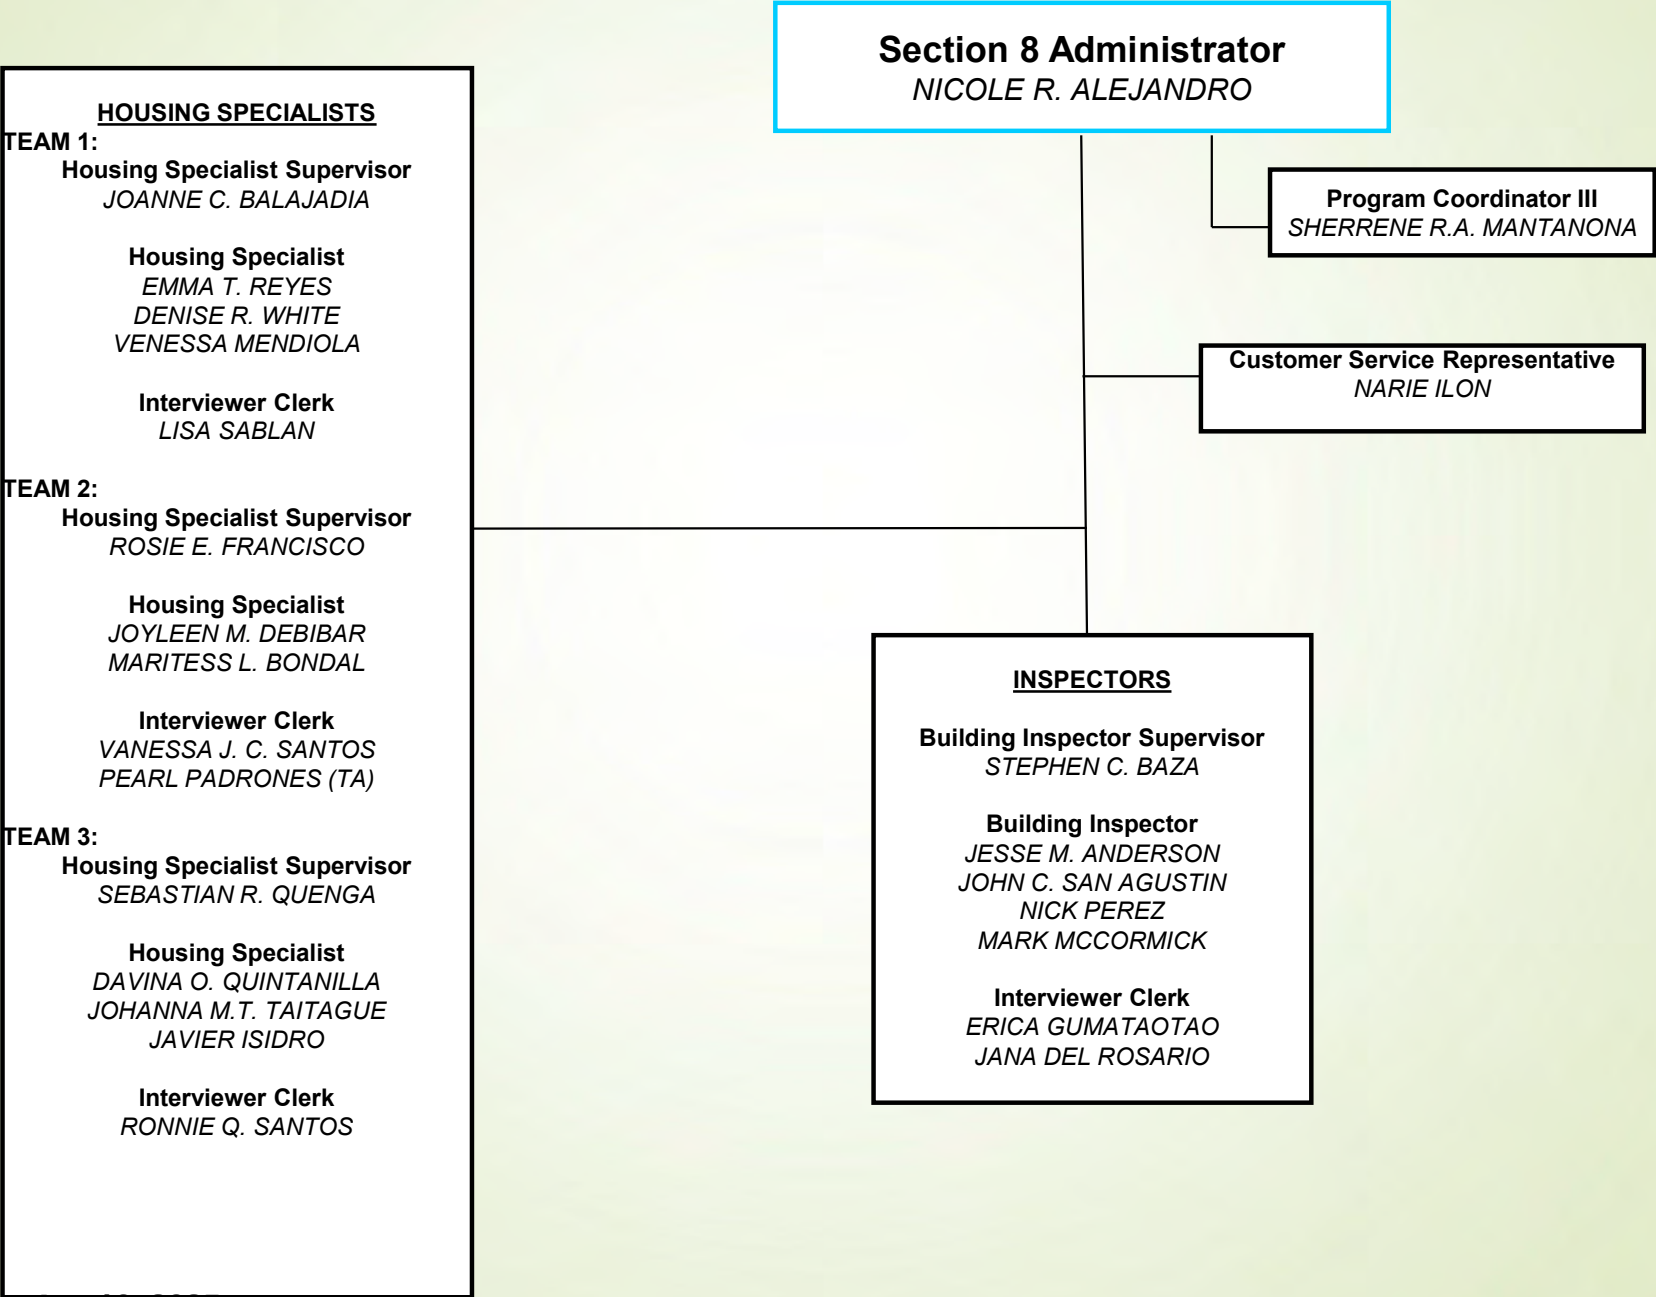 Section 8 Administrator
NICOLE R. ALEJANDRO
Program Coordinator III
SHERRENE R.A. MANTANONA
Customer Service Representative
NARIE ILON
HOUSING SPECIALISTS
TEAM 1:
Housing Specialist Supervisor
JOANNE C. BALAJADIA
Housing Specialist
EMMA T. REYES
DENISE R. WHITE
VENESSA MENDIOLA
Interviewer Clerk
LISA SABLAN
TEAM 2:
Housing Specialist Supervisor
ROSIE E. FRANCISCO
Housing Specialist
JOYLEEN M. DEBIBAR
MARITESS L. BONDAL
Interviewer Clerk
VANESSA J. C. SANTOS
PEARL PADRONES (TA)
TEAM 3:
Housing Specialist Supervisor
SEBASTIAN R. QUENGA
Housing Specialist
DAVINA O. QUINTANILLA
JOHANNA M.T. TAITAGUE
JAVIER ISIDRO
Interviewer Clerk
RONNIE Q. SANTOS
INSPECTORS
Building Inspector Supervisor
STEPHEN C. BAZA
Building Inspector
JESSE M. ANDERSON
JOHN C. SAN AGUSTIN
NICK PEREZ
MARK MCCORMICK
Interviewer Clerk
ERICA GUMATAOTAO
JANA DEL ROSARIO